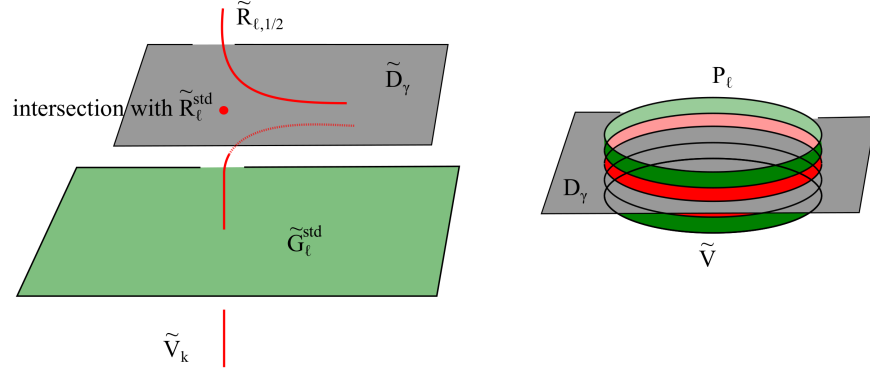 R̃ℓ,1/2
D̃γ
intersection with R̃ℓstd
G̃ℓstd
Ṽk
Pℓ
Dγ
Ṽ